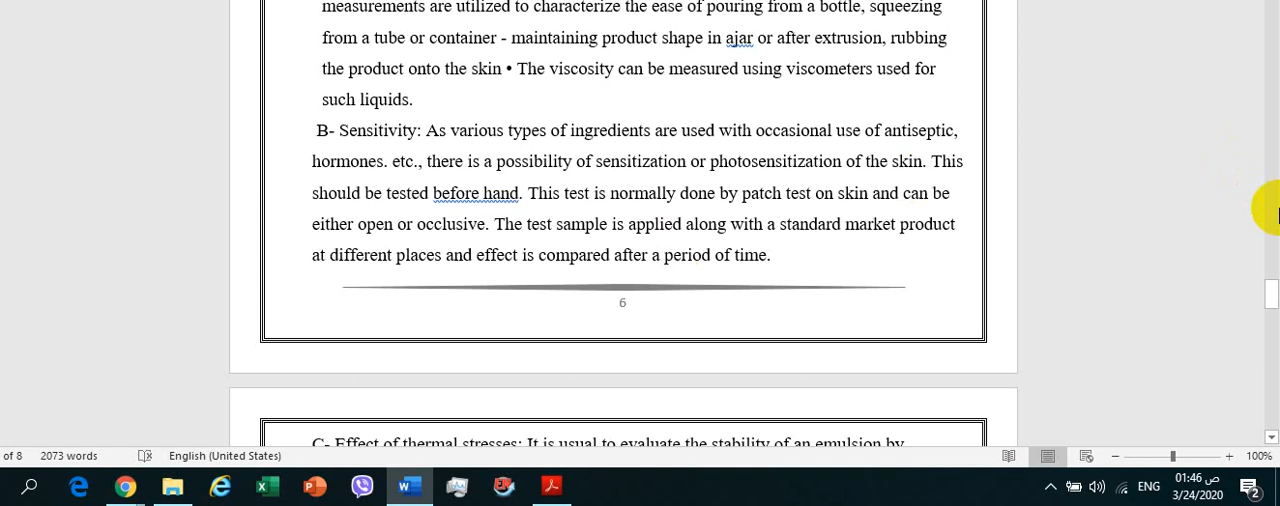 measurements are utilized to characterize the ease of pouring from a bottle, squeezing
from a tube or container - maintaining product shape in ajar or after extrusion, rubbing
the product onto the skin • The viscosity can be measured using viscometers used for
such liquids.
B- Sensitivity: As various types of ingredients are used with occasional use of antiseptic,
hormones. etc., there is a possibility of sensitization or photosensitization of the skin. This
should be tested before hand. This test is normally done by patch test on skin and can be
either open or occlusive. The test sample is applied along with a standard market product
at different places and effect is compared after a period of time.
6
C- Effect of thermal stresses: It is usual to evaluate the stability of an emulsion by
of 8 2073 words English (United States) 100%
ENG 01:46 ص
3/24/2020 2